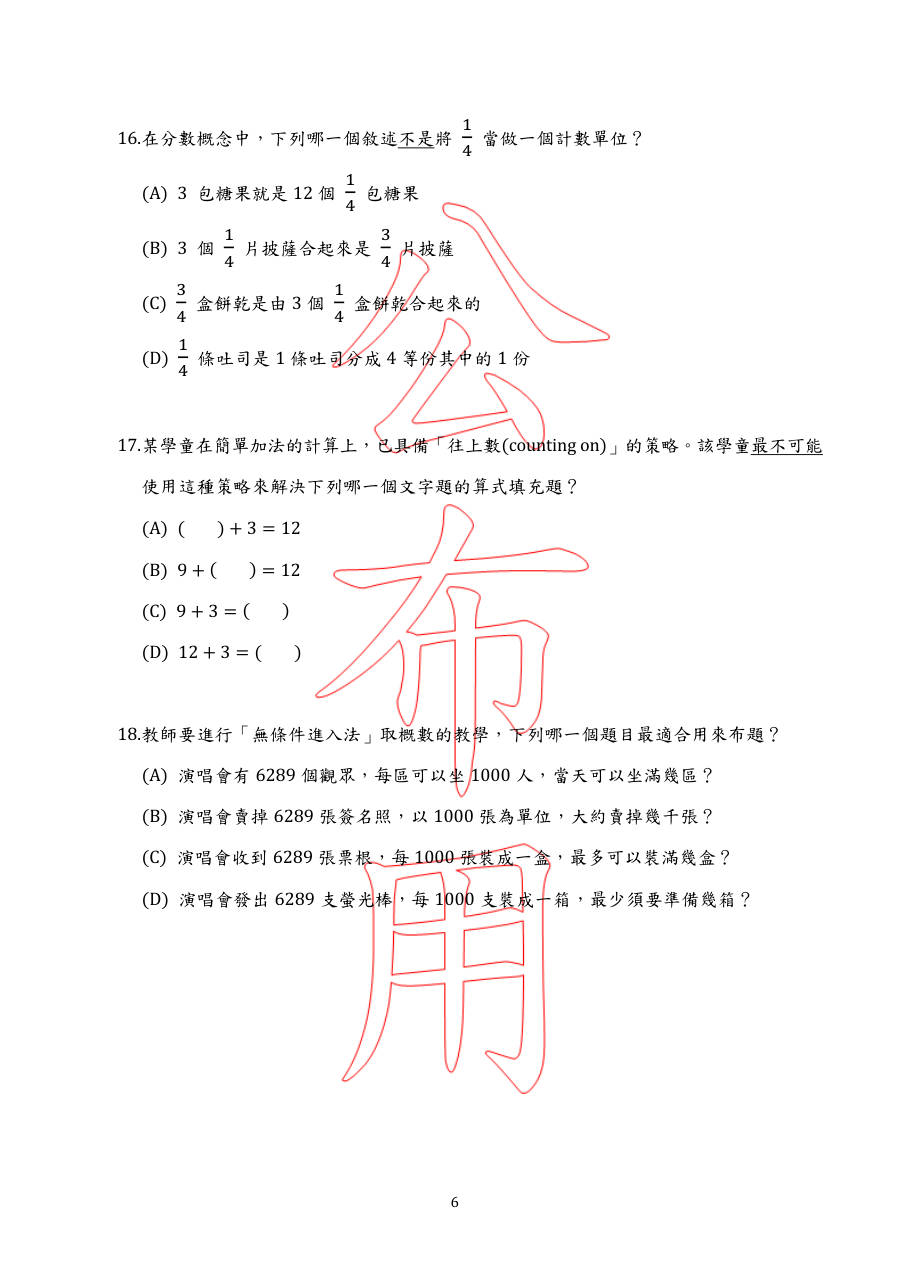 16.在分數概念中，下列哪一個敘述不是將 1/4 當做一個計數單位？
(A) 3 包糖果就是 12 個 1/4 包糖果
(B) 3 個 1/4 片披薩合起來是 3/4 片披薩
(C) 3/4 盒餅乾是由 3 個 1/4 盒餅乾合起來的
(D) 1/4 條吐司是 1 條吐司分成 4 等份其中的 1 份
17.某學童在簡單加法的計算上，已具備「往上數(counting on)」的策略。該學童最不可能
使用這種策略來解決下列哪一個文字題的算式填充題？
(A) (　　) + 3 = 12
(B) 9 + (　　) = 12
(C) 9 + 3 = (　　)
(D) 12 + 3 = (　　)
18.教師要進行「無條件進入法」取概數的教學，下列哪一個題目最適合用來布題？
(A) 演唱會有 6289 個觀眾，每區可以坐 1000 人，當天可以坐滿幾區？
(B) 演唱會賣掉 6289 張簽名照，以 1000 張為單位，大約賣掉幾千張？
(C) 演唱會收到 6289 張票根，每 1000 張裝成一盒，最多可以裝滿幾盒？
(D) 演唱會發出 6289 支螢光棒，每 1000 支裝成一箱，最少須要準備幾箱？
公布用
6